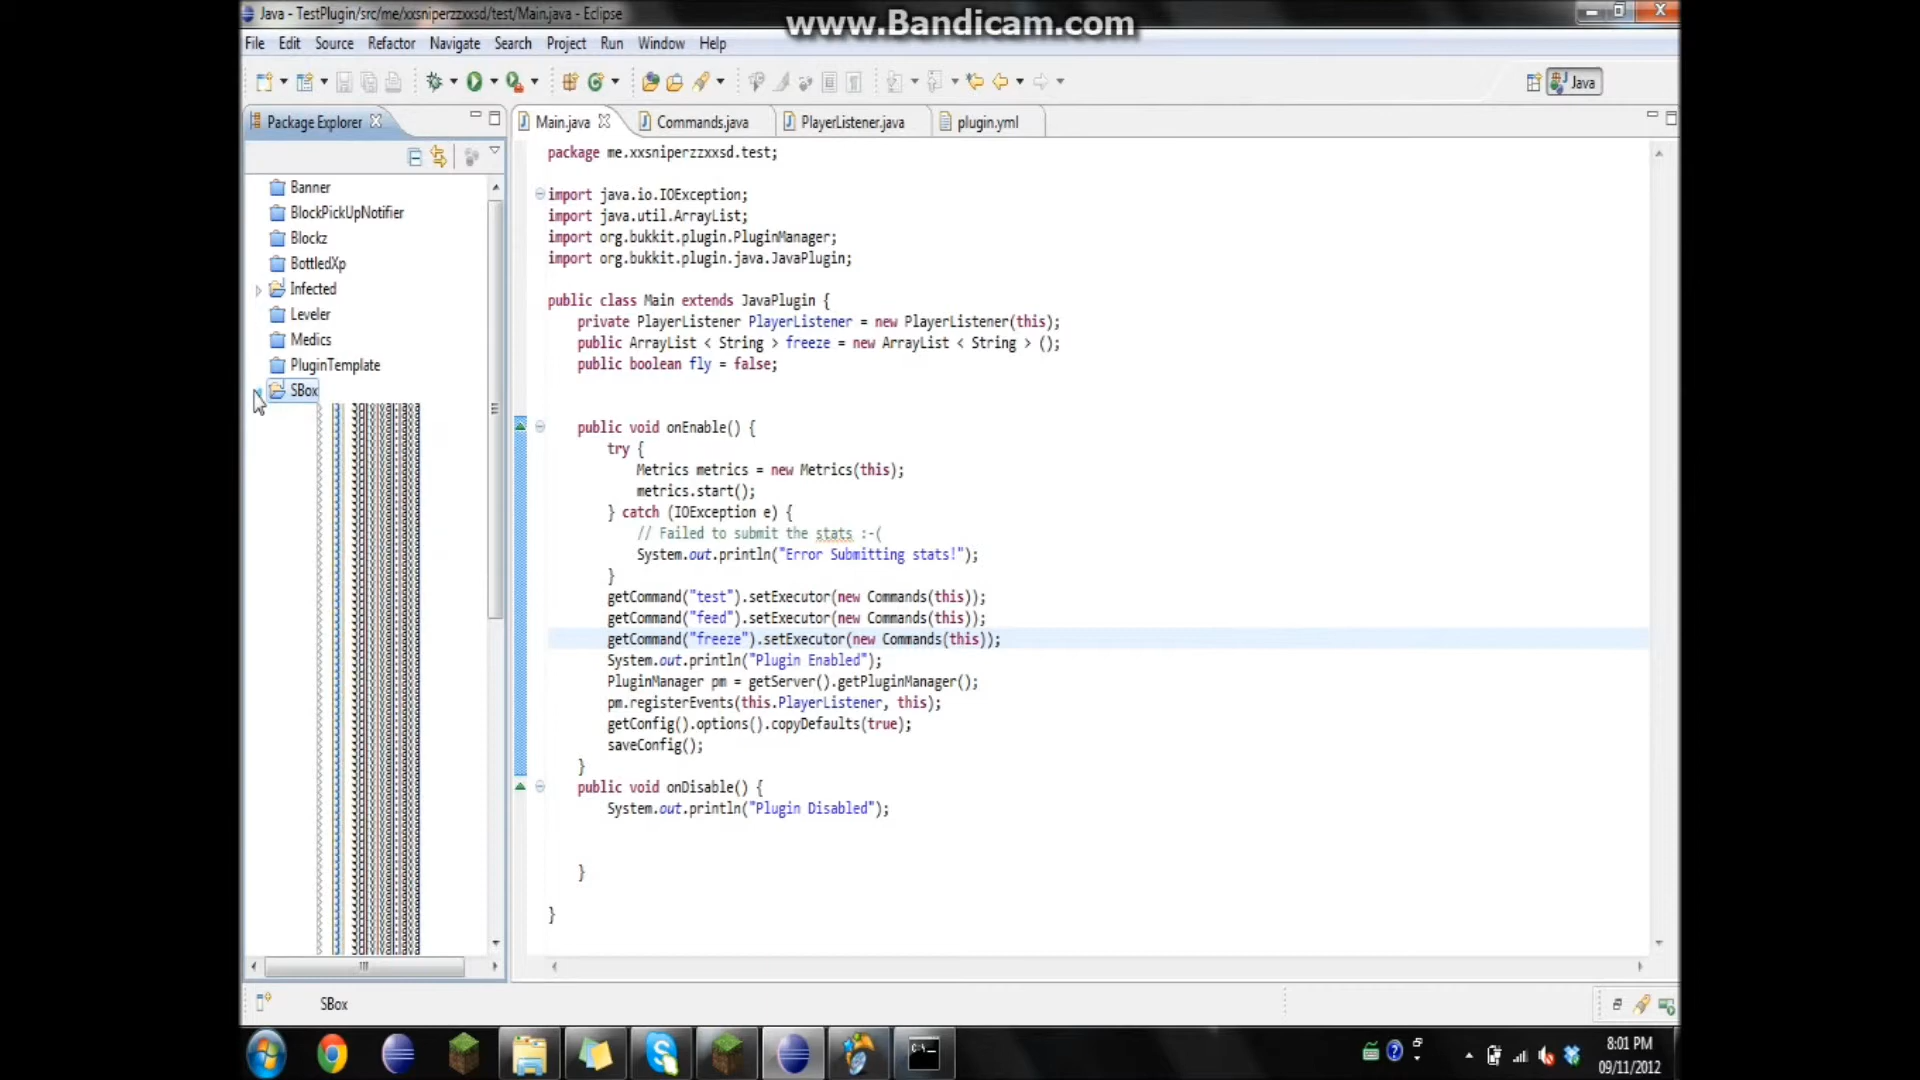 Java - TestPlugin/src/me/xxsniperzzxxsd/test/Main.java - Eclipse
www.Bandicam.com
File Edit Source Refactor Navigate Search Project Run Window Help
Java
Package Explorer
Main.java
Commands.java
PlayerListener.java
plugin.yml
Banner
BlockPickUpNotifier
Blockz
BottledXp
Infected
Leveler
Medics
PluginTemplate
SBox
package me.xxsniperzzxxsd.test;
import java.io.IOException;
import java.util.ArrayList;
import org.bukkit.plugin.PluginManager;
import org.bukkit.plugin.java.JavaPlugin;
public class Main extends JavaPlugin {
private PlayerListener PlayerListener = new PlayerListener(this);
public ArrayList < String > freeze = new ArrayList < String > ();
public boolean fly = false;
public void onEnable() {
try {
Metrics metrics = new Metrics(this);
metrics.start();
} catch (IOException e) {
// Failed to submit the stats :-(
System.out.println("Error Submitting stats!");
}
getCommand("test").setExecutor(new Commands(this));
getCommand("feed").setExecutor(new Commands(this));
getCommand("freeze").setExecutor(new Commands(this));
System.out.println("Plugin Enabled");
PluginManager pm = getServer().getPluginManager();
pm.registerEvents(this.PlayerListener, this);
getConfig().options().copyDefaults(true);
saveConfig();
}
public void onDisable() {
System.out.println("Plugin Disabled");
}
}
SBox
8:01 PM
09/11/2012